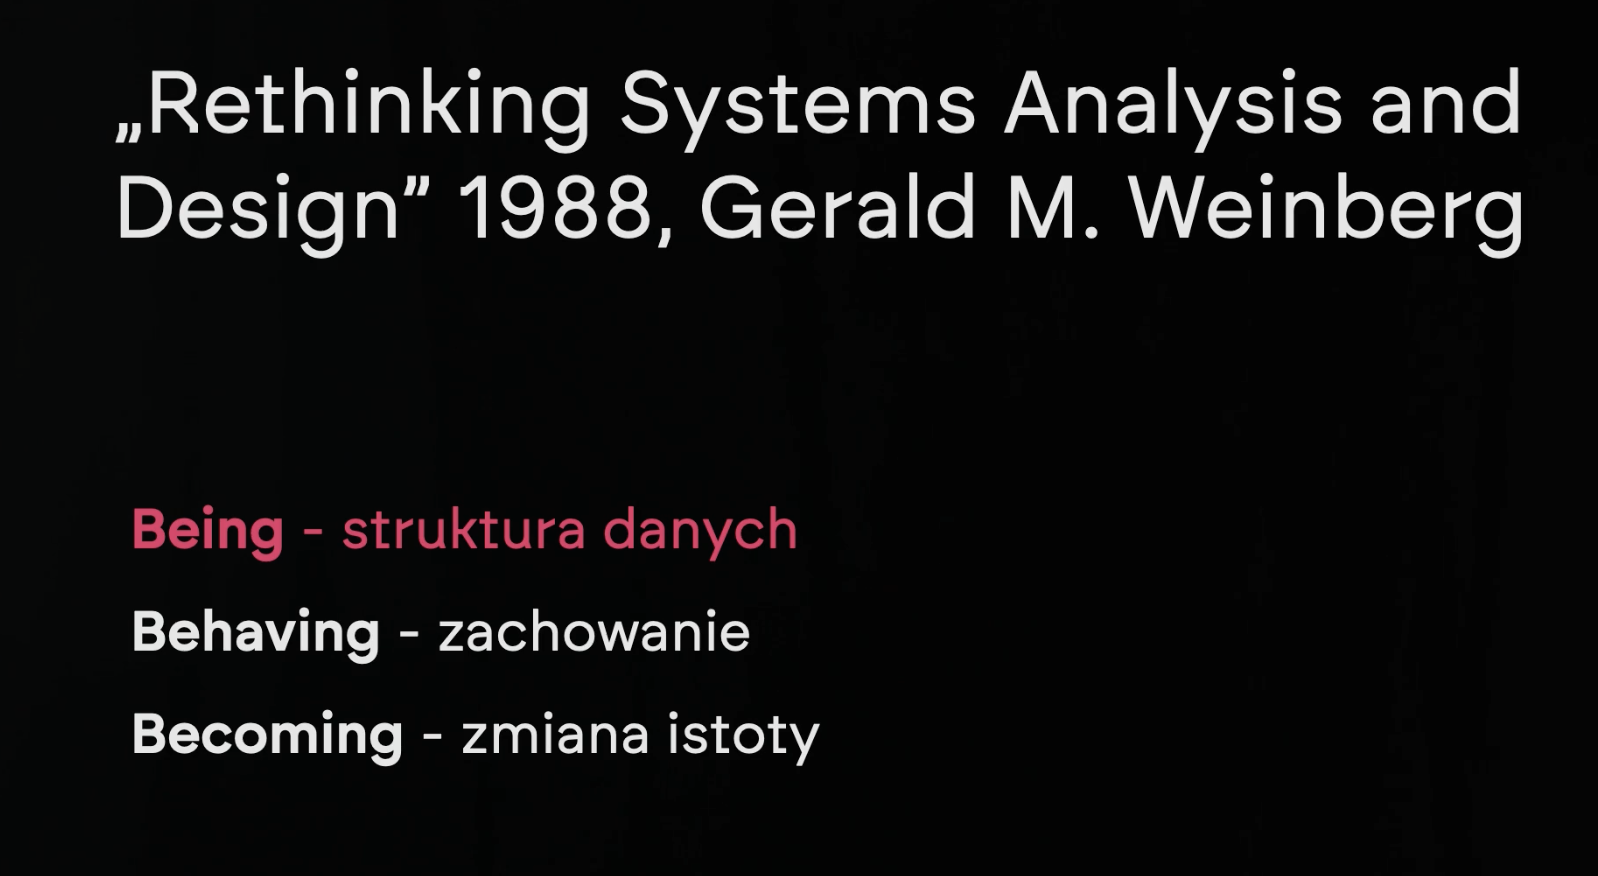 „Rethinking Systems Analysis and
Design” 1988, Gerald M. Weinberg
Being - struktura danych
Behaving - zachowanie
Becoming - zmiana istoty